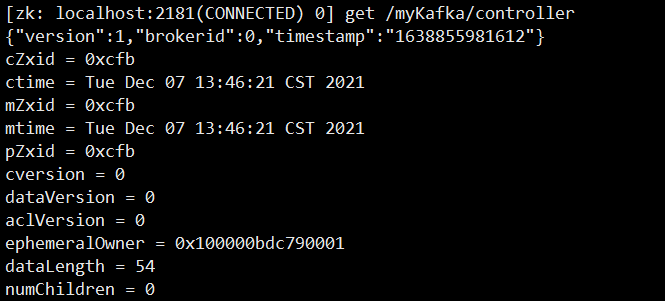 [zk: localhost:2181(CONNECTED) 0] get /myKafka/controller
{"version":1,"brokerid":0,"timestamp":"1638855981612"}
cZxid = 0xcfb
ctime = Tue Dec 07 13:46:21 CST 2021
mZxid = 0xcfb
mtime = Tue Dec 07 13:46:21 CST 2021
pZxid = 0xcfb
cversion = 0
dataVersion = 0
aclVersion = 0
ephemeralOwner = 0x100000bdc790001
dataLength = 54
numChildren = 0